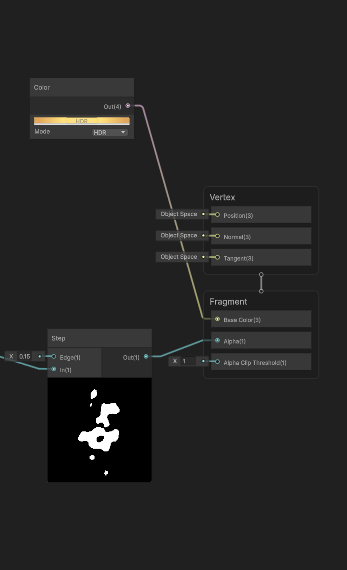 Color
Out(4)
HDR
Mode
HDR
Vertex
Object Space
Position(3)
Object Space
Normal(3)
Object Space
Tangent(3)
Fragment
Base Color(3)
Step
X 0.15
Edge(1)
Out(1)
Alpha(1)
In(1)
X 1
Alpha Clip Threshold(1)